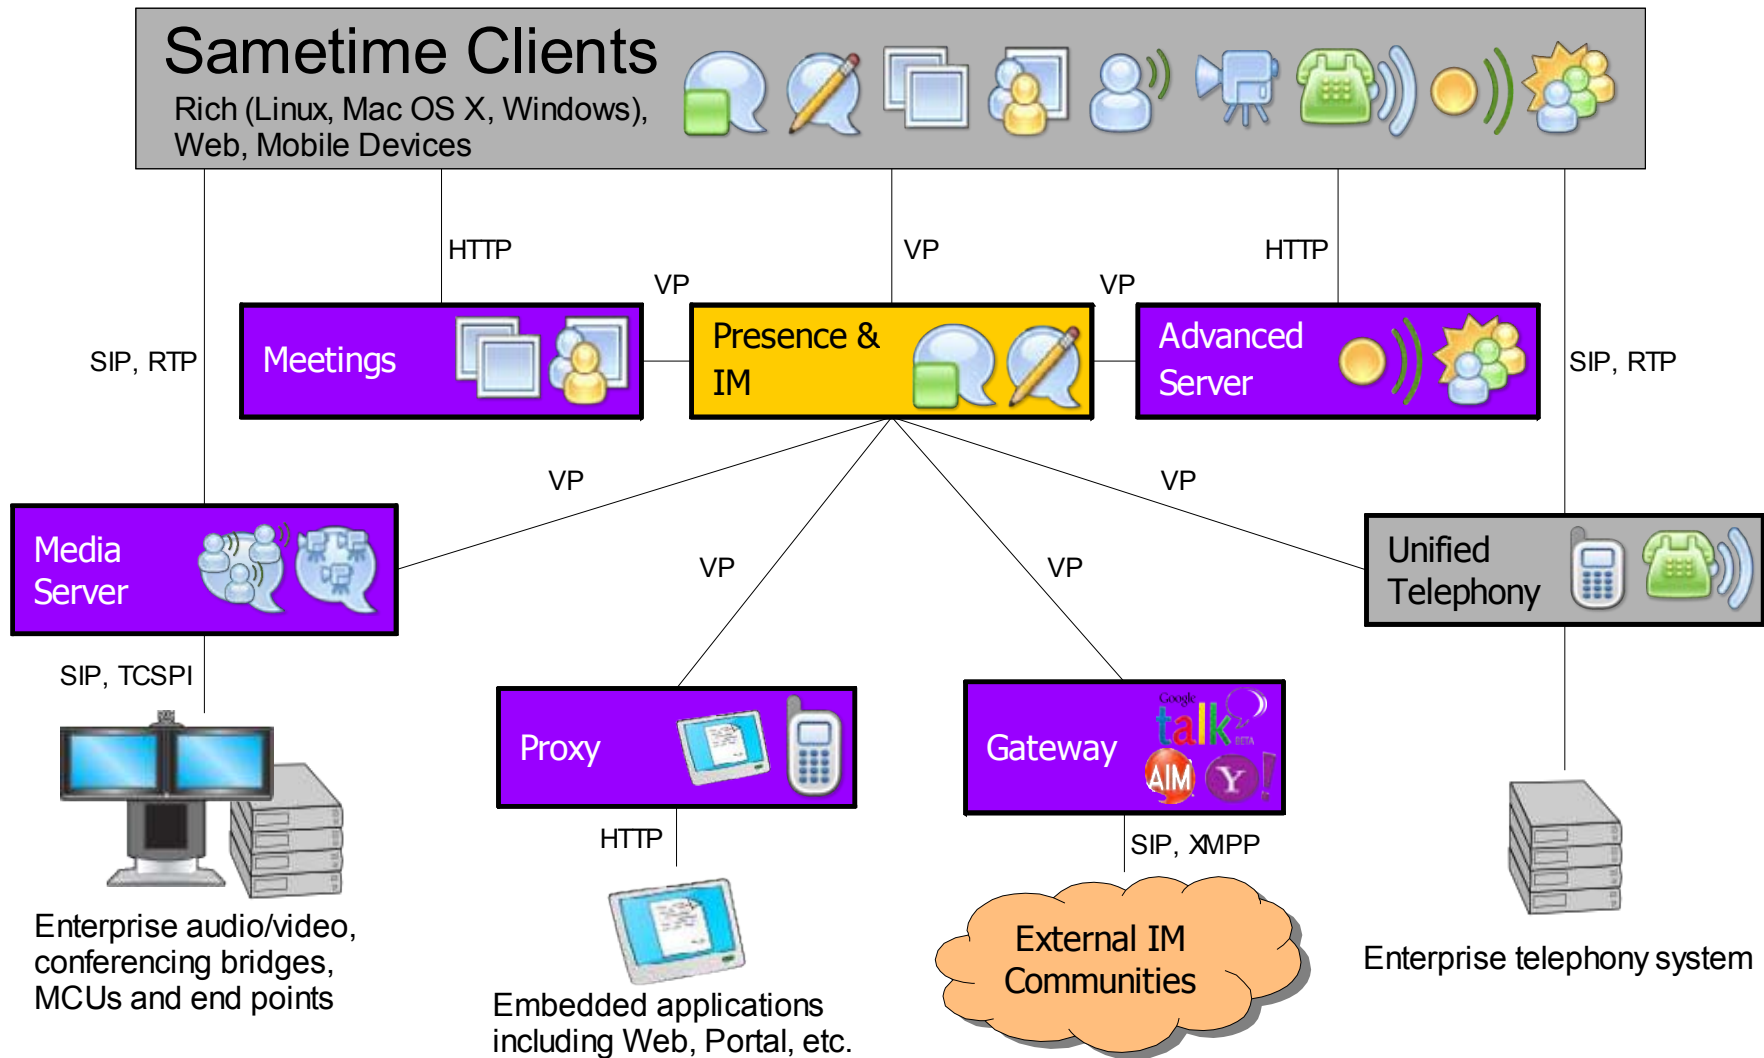 Sametime Clients
Rich (Linux, Mac OS X, Windows),
Web, Mobile Devices
HTTP
VP
HTTP
VP
VP
SIP, RTP
Meetings
Presence &
IM
Advanced
Server
SIP, RTP
VP
VP
Media
Server
VP
VP
Unified
Telephony
SIP, TCSPI
Proxy
Gateway
Google
talk
BETA
AIM
Y!
HTTP
SIP, XMPP
Enterprise audio/video,
conferencing bridges,
MCUs and end points
Embedded applications
including Web, Portal, etc.
External IM
Communities
Enterprise telephony system